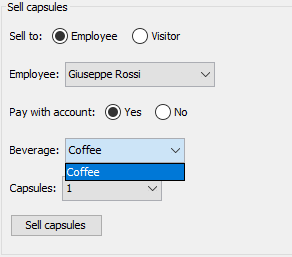 Sell capsules
Sell to: Employee Visitor
Employee: Giuseppe Rossi
Pay with account: Yes No
Beverage: Coffee
Coffee
Capsules: 1
Sell capsules